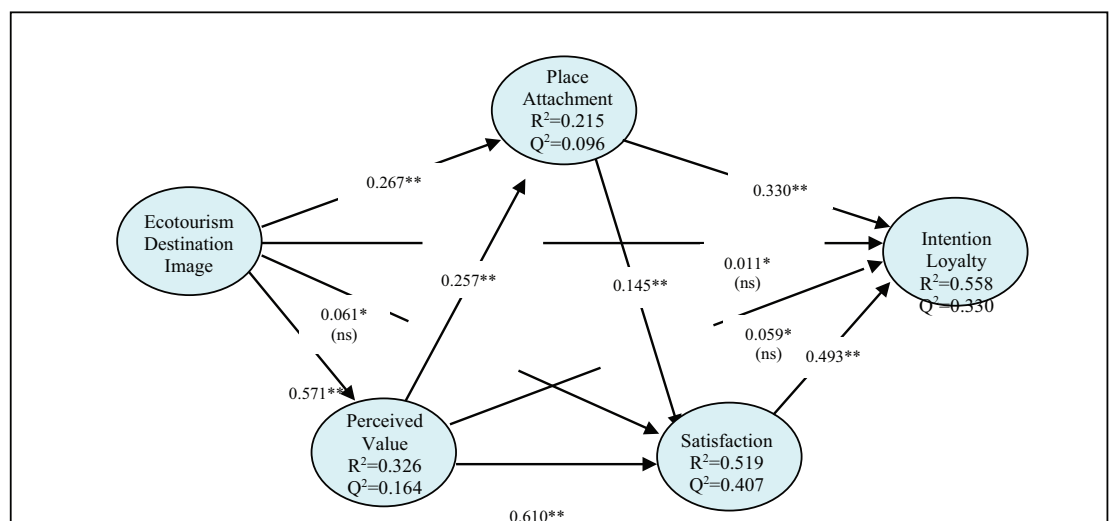 Place
Attachment
R²=0.215
Q²=0.096
0.267**
0.330**
Ecotourism
Destination
Image
Intention
Loyalty
R²=0.558
Q²=0.330
0.257**
0.145**
0.011*
(ns)
0.061*
(ns)
0.059*
(ns)
0.493**
0.571**
Perceived
Value
R²=0.326
Q²=0.164
Satisfaction
R²=0.519
Q²=0.407
0.610**